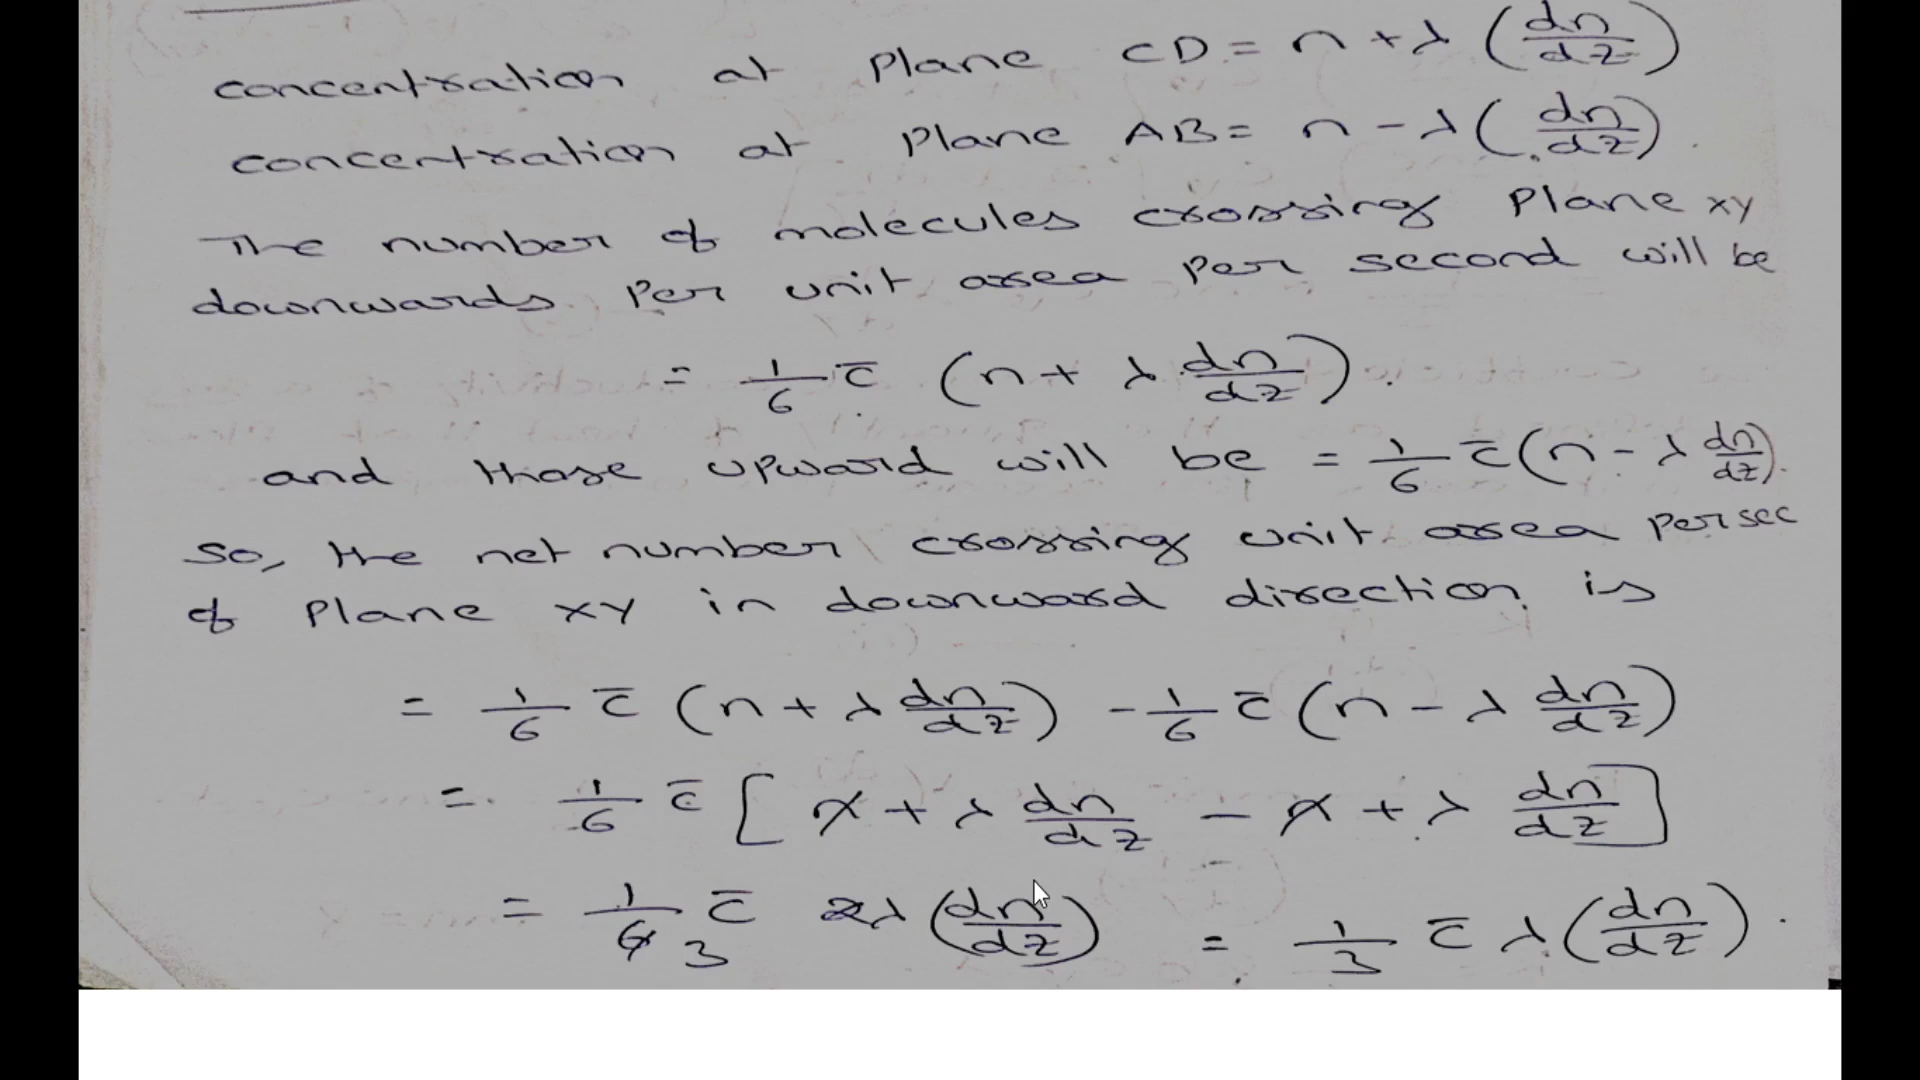 concentration at Plane CD = n + λ (dn/dz)
concentration at Plane AB = n - λ (dn/dz).
The number of molecules crossing Plane xy
downwards Per unit area Per second will be
= 1/6 c̅ (n + λ dn/dz).
and those upward will be = 1/6 c̅ (n - λ dn/dz).
So, the net number crossing unit area Per sec
of Plane XY in downward direction is
= 1/6 c̅ (n + λ dn/dz) - 1/6 c̅ (n - λ dn/dz)
= 1/6 c̅ [n + λ dn/dz - n + λ dn/dz]
= 1/6 3 c̅ 2λ (dn/dz) = 1/3 c̅ λ (dn/dz).